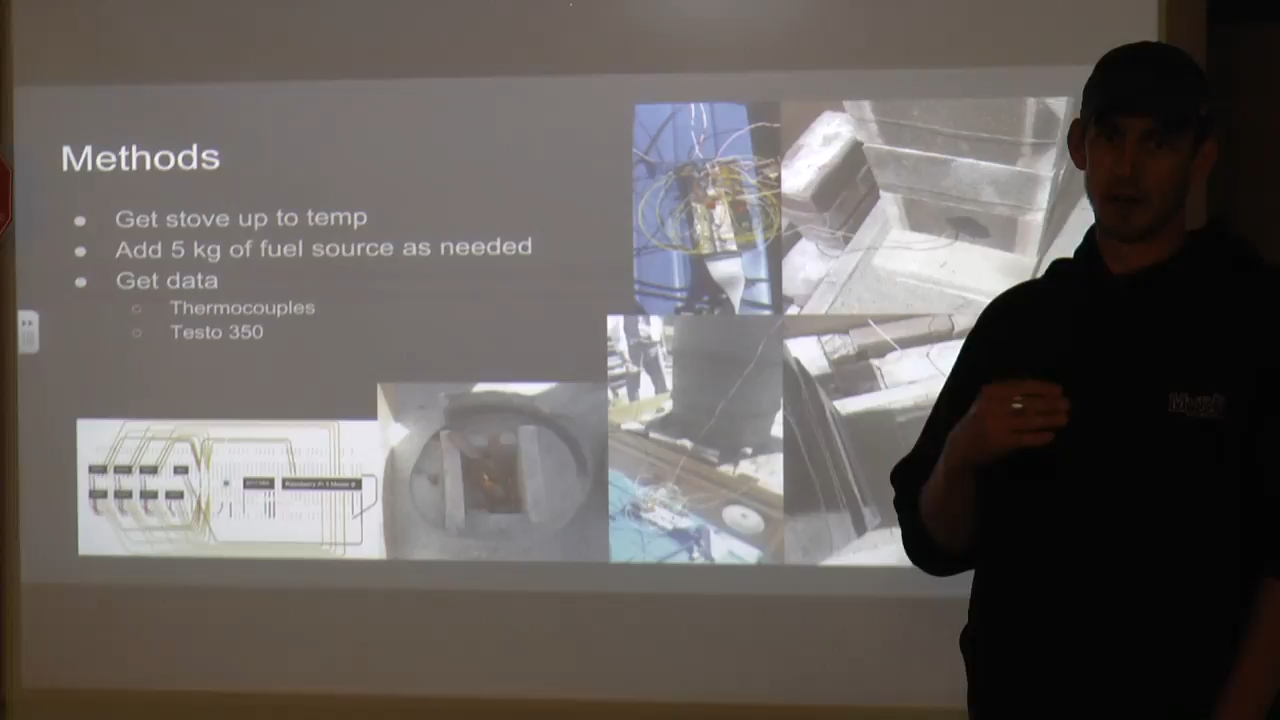 Methods
● Get stove up to temp
● Add 5 kg of fuel source as needed
● Get data
○ Thermocouples
○ Testo 350